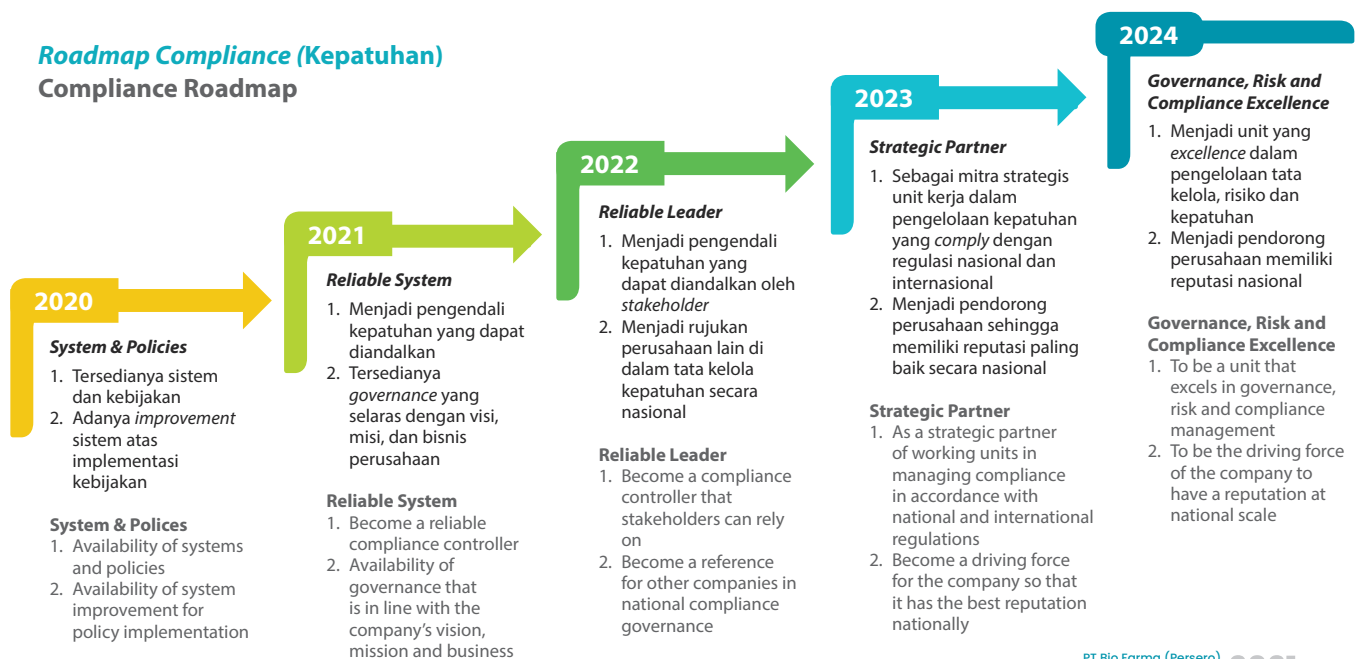 Roadmap Compliance (Kepatuhan)
Compliance Roadmap
2020
System & Policies
1. Tersedianya sistem
dan kebijakan
2. Adanya improvement
sistem atas
implementasi
kebijakan
System & Polices
1. Availability of systems
and policies
2. Availability of system
improvement for
policy implementation
2021
Reliable System
1. Menjadi pengendali
kepatuhan yang dapat
diandalkan
2. Tersedianya
governance yang
selaras dengan visi,
misi, dan bisnis
perusahaan
Reliable System
1. Become a reliable
compliance controller
2. Availability of
governance that
is in line with the
company's vision,
mission and business
2022
Reliable Leader
1. Menjadi pengendali
kepatuhan yang
dapat diandalkan oleh
stakeholder
2. Menjadi rujukan
perusahaan lain di
dalam tata kelola
kepatuhan secara
nasional
Reliable Leader
1. Become a compliance
controller that
stakeholders can rely
on
2. Become a reference
for other companies in
national compliance
governance
2023
Strategic Partner
1. Sebagai mitra strategis
unit kerja dalam
pengelolaan kepatuhan
yang comply dengan
regulasi nasional dan
internasional
2. Menjadi pendorong
perusahaan sehingga
memiliki reputasi paling
baik secara nasional
Strategic Partner
1. As a strategic partner
of working units in
managing compliance
in accordance with
national and international
regulations
2. Become a driving force
for the company so that
it has the best reputation
nationally
2024
Governance, Risk and
Compliance Excellence
1. Menjadi unit yang
excellence dalam
pengelolaan tata
kelola, risiko dan
kepatuhan
2. Menjadi pendorong
perusahaan memiliki
reputasi nasional
Governance, Risk and
Compliance Excellence
1. To be a unit that
excels in governance,
risk and compliance
management
2. To be the driving force
of the company to
have a reputation at
national scale
PT Bio Farma (Persero)